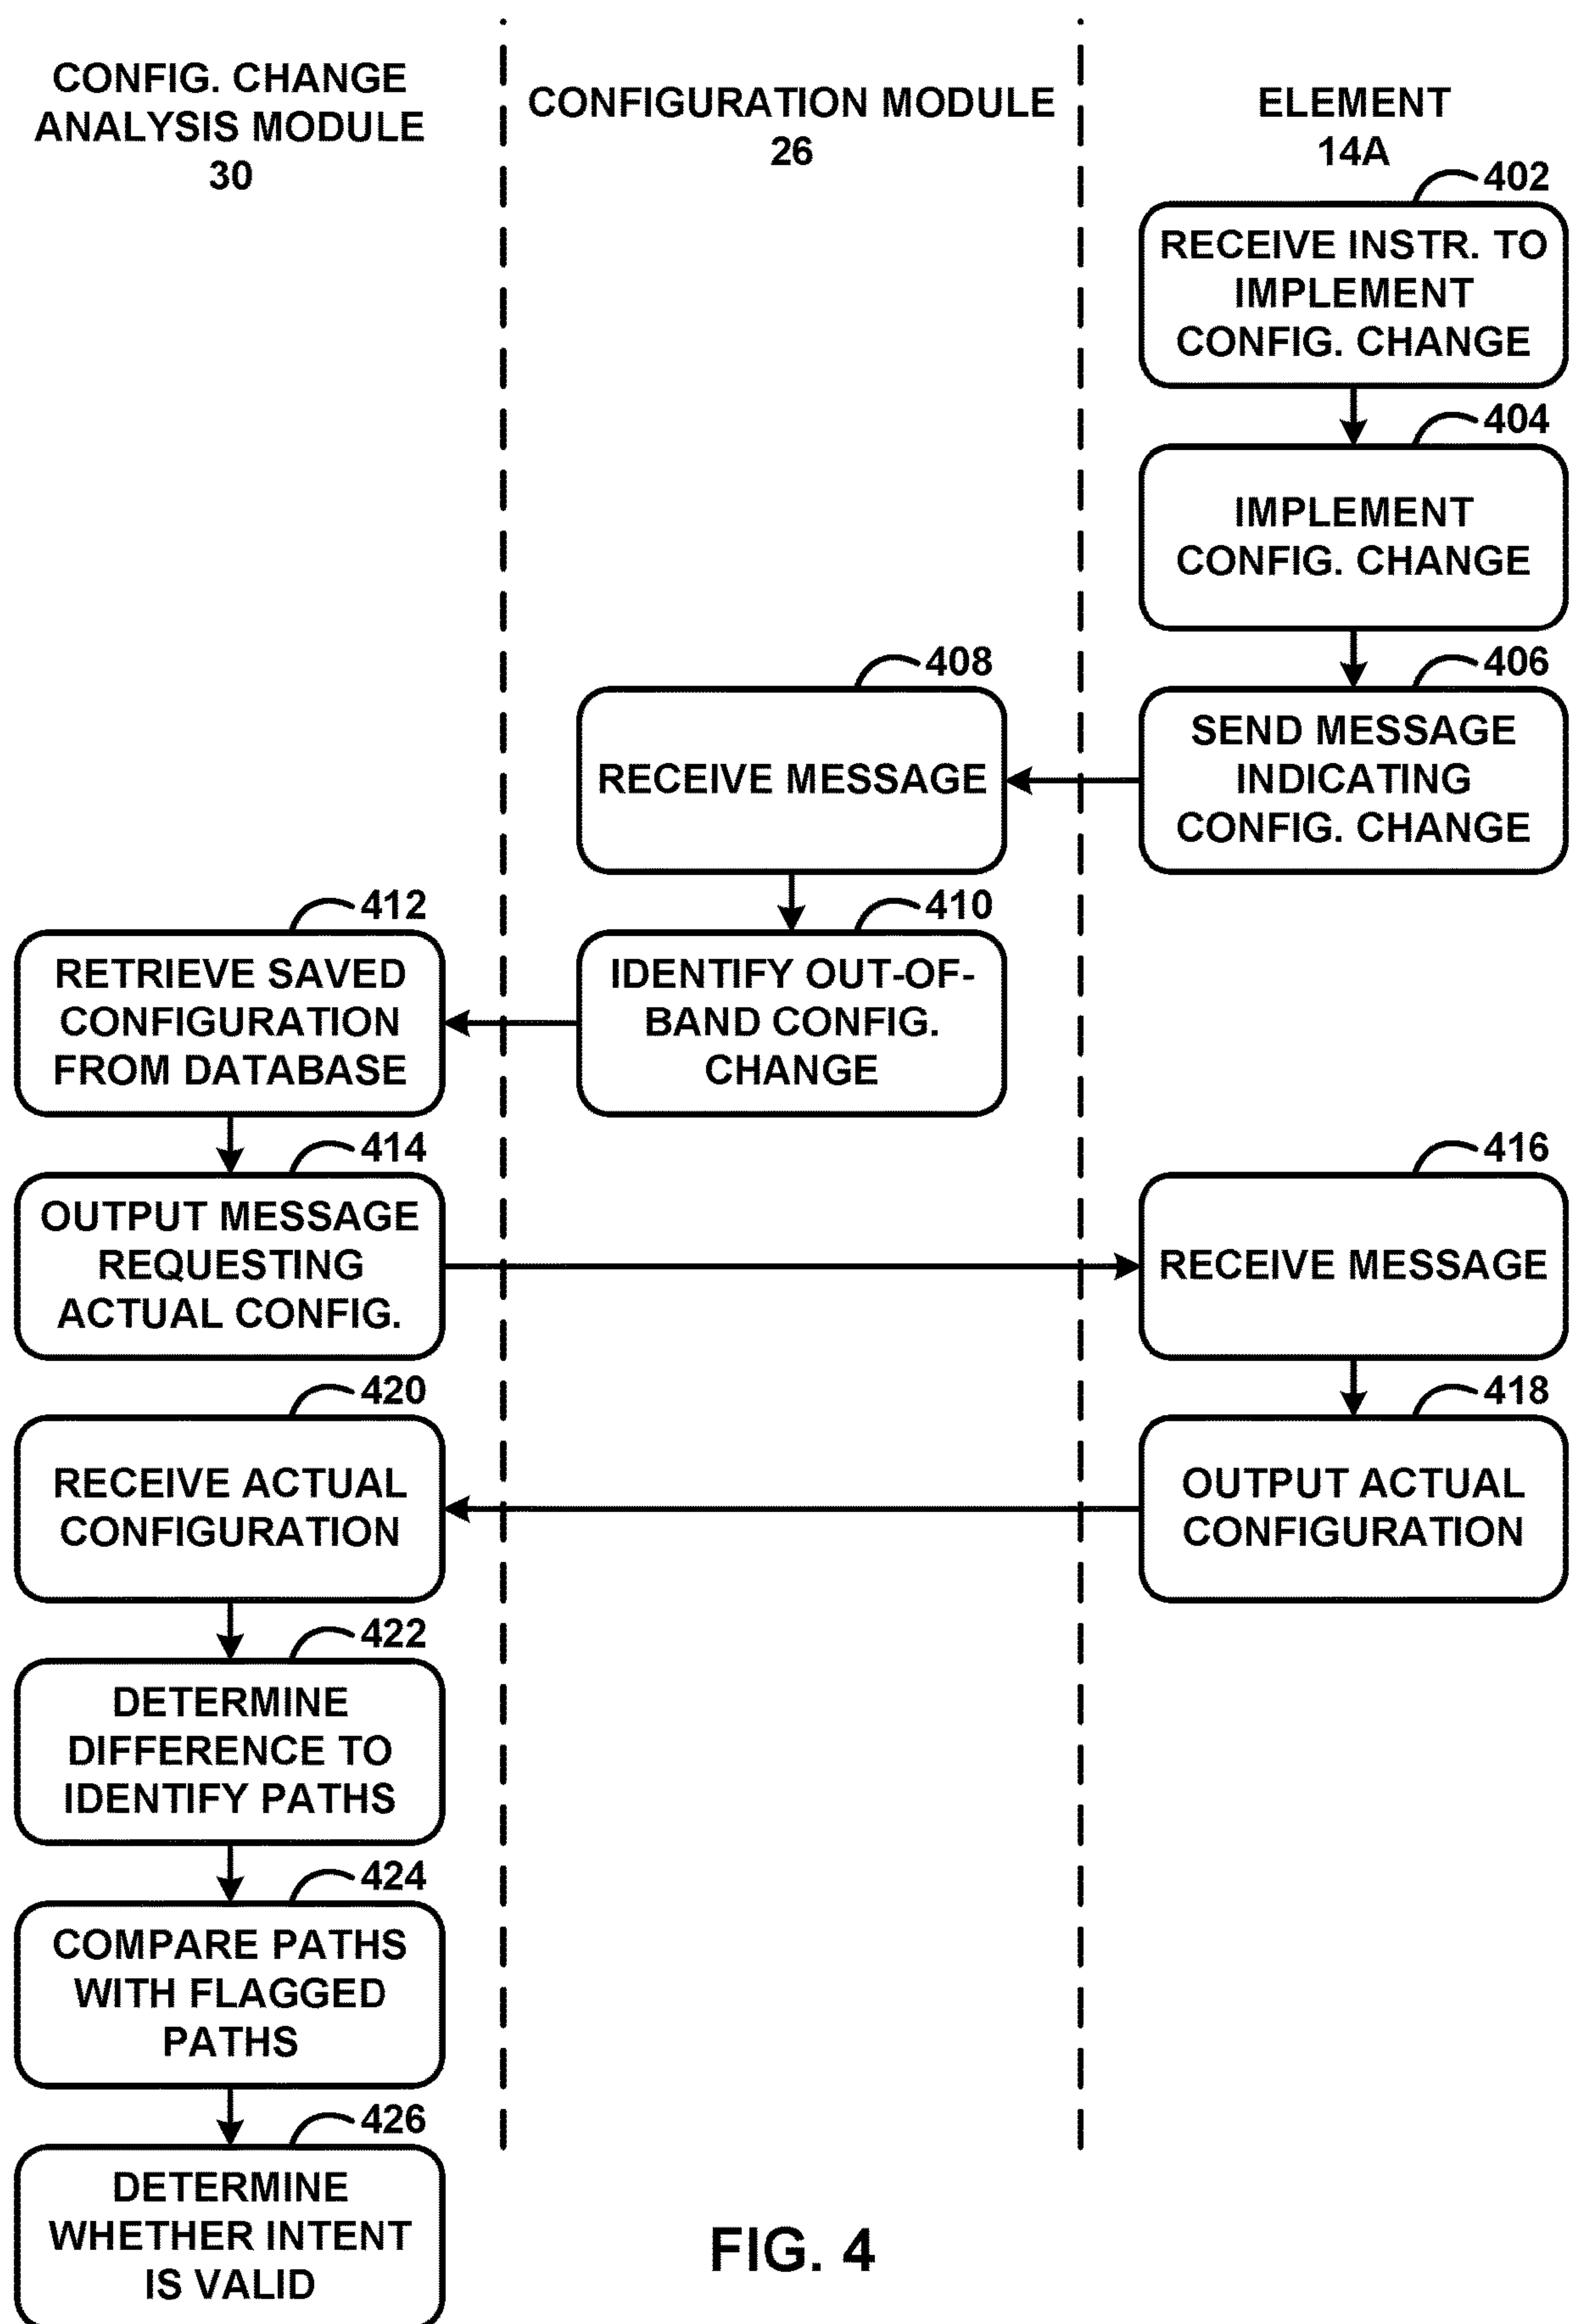 CONFIG. CHANGE
ANALYSIS MODULE
30
CONFIGURATION MODULE
26
ELEMENT
14A
402
RECEIVE INSTR. TO
IMPLEMENT
CONFIG. CHANGE
404
IMPLEMENT
CONFIG. CHANGE
406
SEND MESSAGE
INDICATING
CONFIG. CHANGE
408
RECEIVE MESSAGE
410
IDENTIFY OUT-OF-
BAND CONFIG.
CHANGE
412
RETRIEVE SAVED
CONFIGURATION
FROM DATABASE
414
OUTPUT MESSAGE
REQUESTING
ACTUAL CONFIG.
416
RECEIVE MESSAGE
418
OUTPUT ACTUAL
CONFIGURATION
420
RECEIVE ACTUAL
CONFIGURATION
422
DETERMINE
DIFFERENCE TO
IDENTIFY PATHS
424
COMPARE PATHS
WITH FLAGGED
PATHS
426
DETERMINE
WHETHER INTENT
IS VALID
FIG. 4